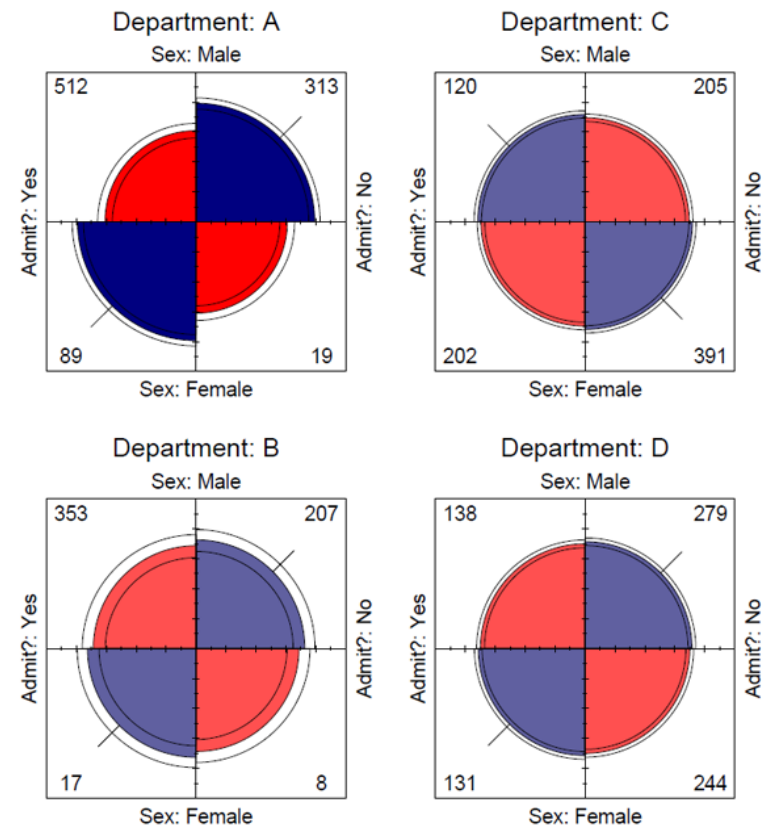 Department: A
Sex: Male
512 313
Admit?: Yes
Admit?: No
89 19
Sex: Female
Department: C
Sex: Male
120 205
Admit?: Yes
Admit?: No
202 391
Sex: Female
Department: B
Sex: Male
353 207
Admit?: Yes
Admit?: No
17 8
Sex: Female
Department: D
Sex: Male
138 279
Admit?: Yes
Admit?: No
131 244
Sex: Female